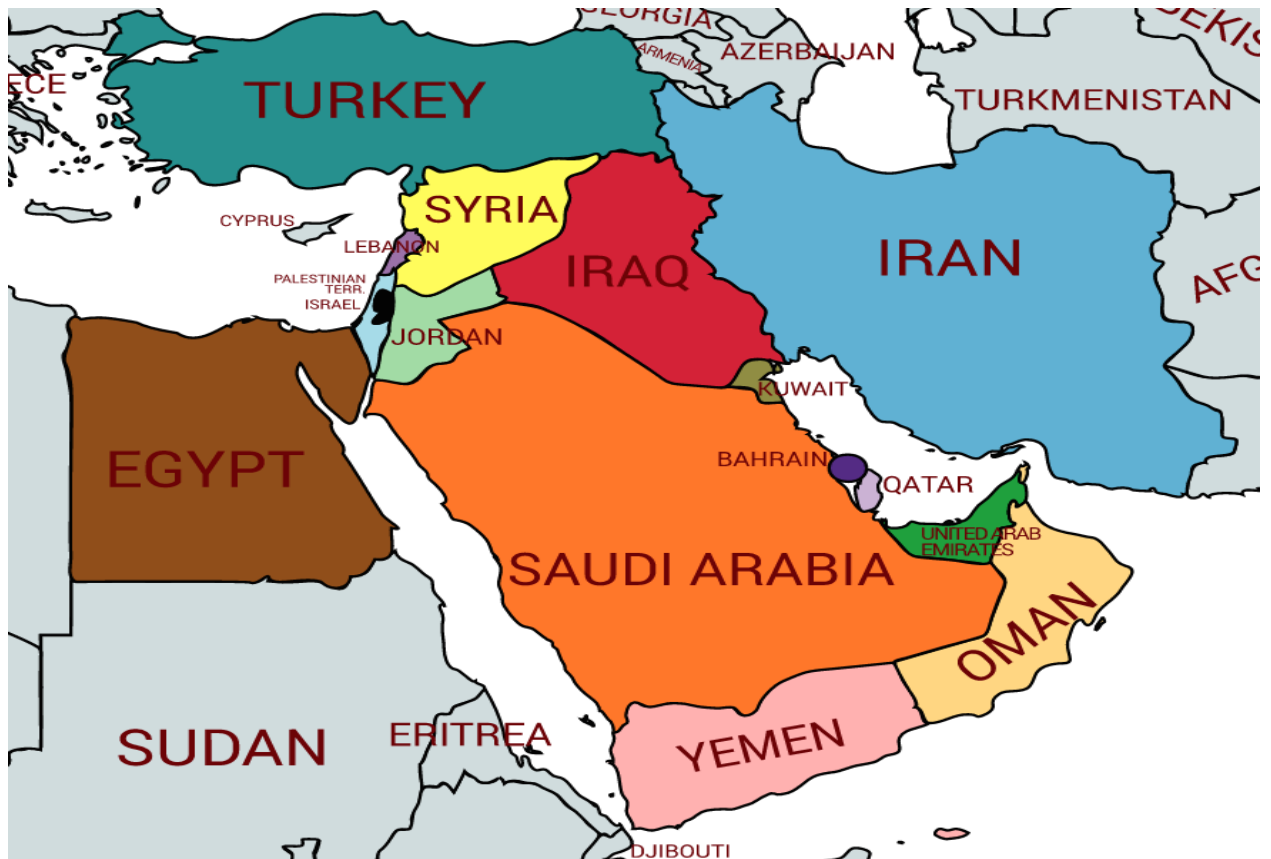 GEORGIA
EKIS
ARMENIA
AZERBAIJAN
ECE
TURKEY
TURKMENISTAN
CYPRUS
SYRIA
LEBANON
IRAQ
IRAN
PALESTINIAN
TERR.
ISRAEL
AFG
JORDAN
KUWAIT
EGYPT
BAHRAIN
QATAR
UNITED ARAB
EMIRATES
SAUDI ARABIA
OMAN
SUDAN
ERITREA
YEMEN
DJIBOUTI